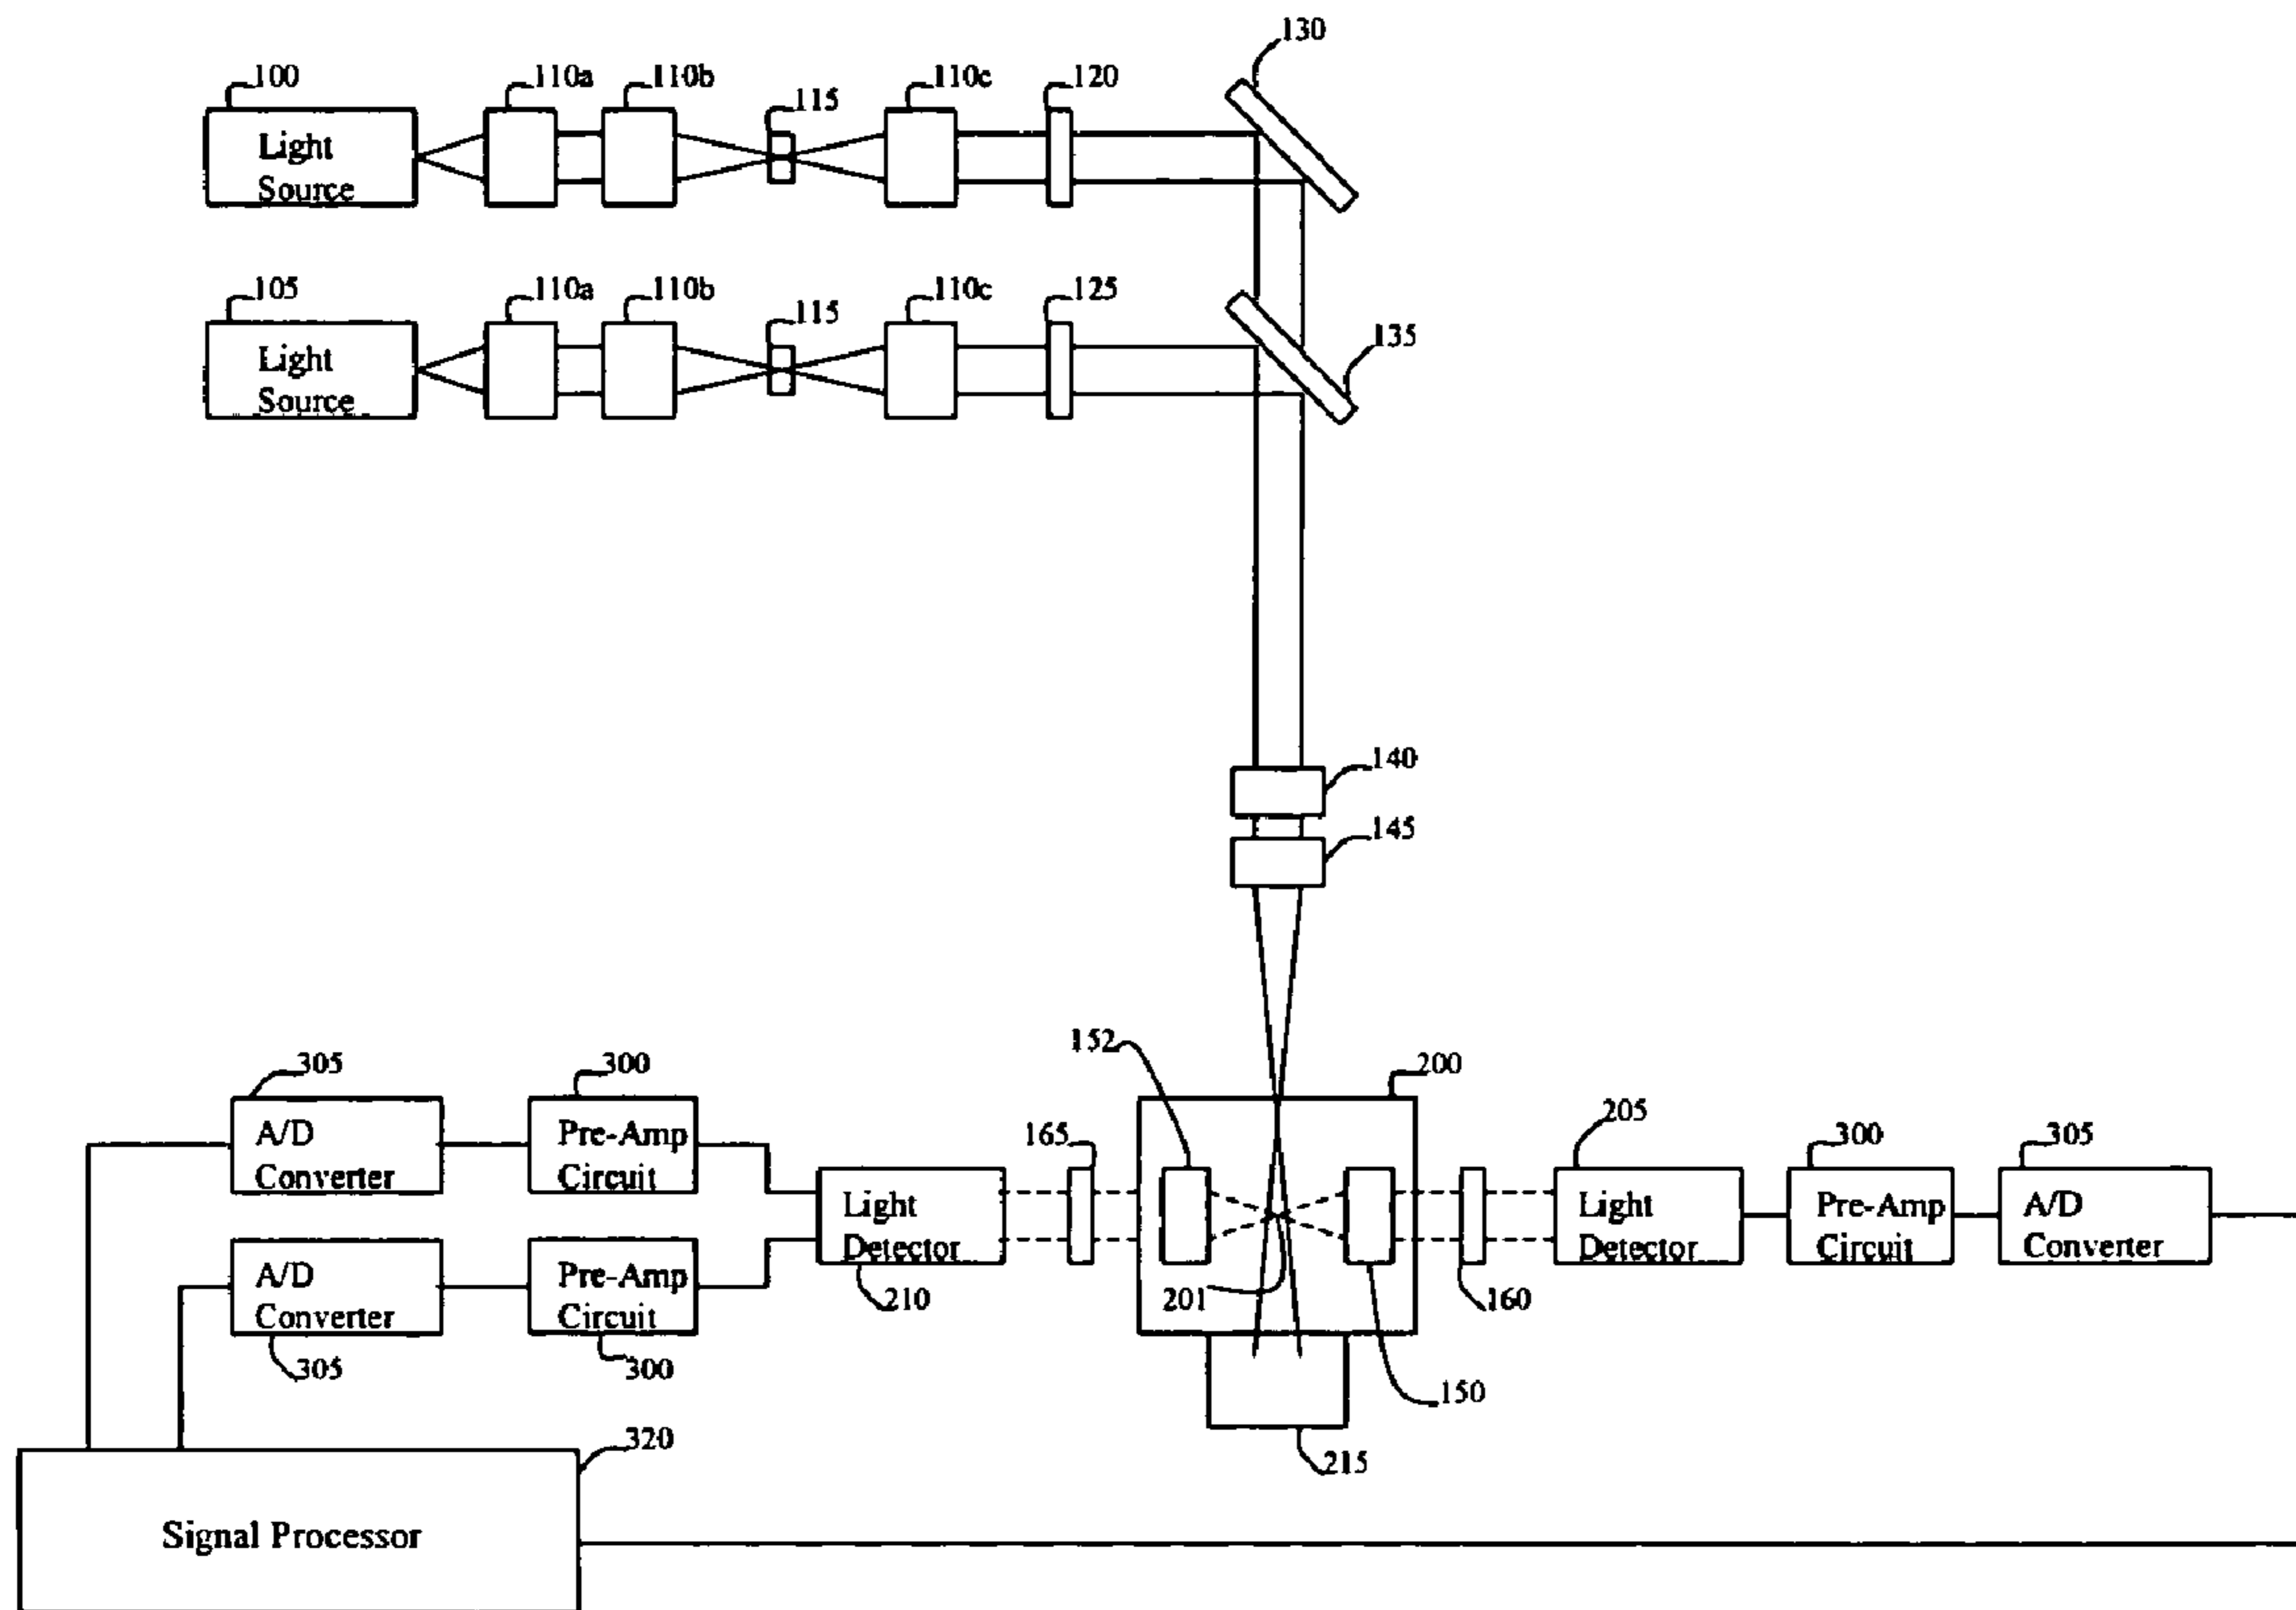 130
100
110a
110b
115
110c
120
Light
Source
105
110a
110b
115
110c
125
135
Light
Source
140
145
152
200
305
300
165
205
300
305
A/D
Converter
Pre-Amp
Circuit
Light
Detector
Light
Detector
Pre-Amp
Circuit
A/D
Converter
A/D
Converter
Pre-Amp
Circuit
210
201
160
305
300
150
320
215
Signal Processor